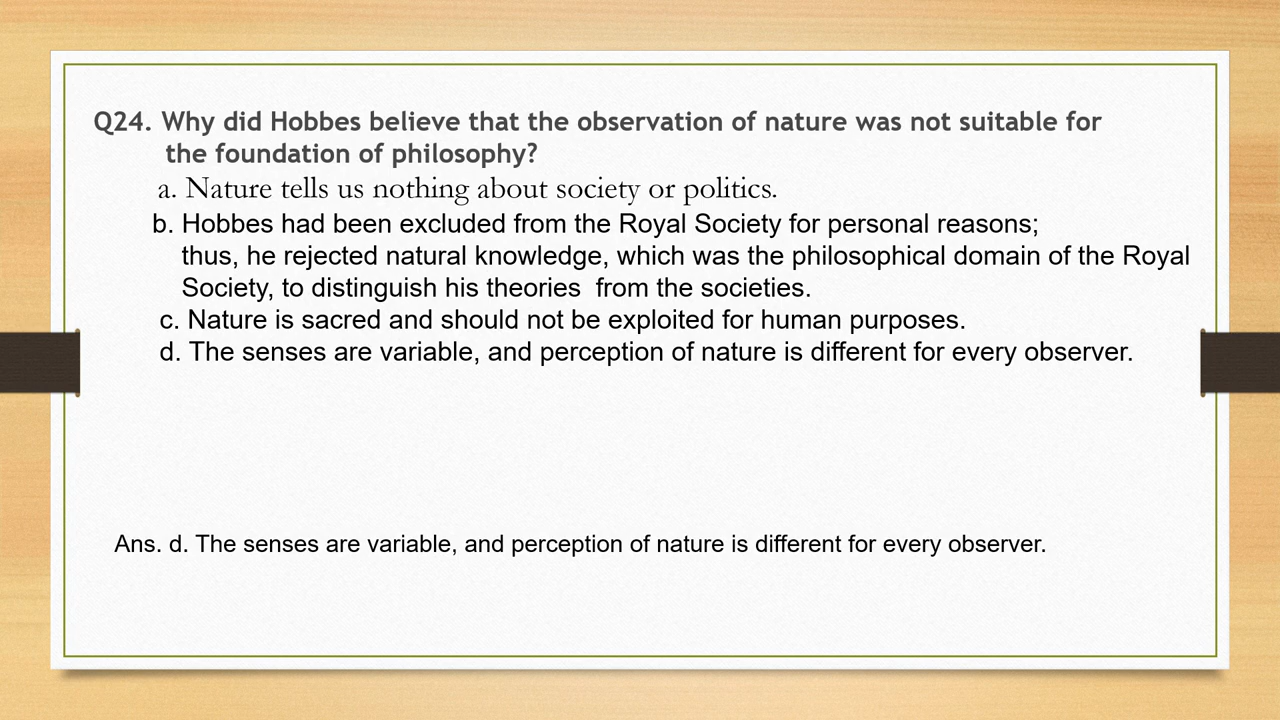 Q24. Why did Hobbes believe that the observation of nature was not suitable for
the foundation of philosophy?
a. Nature tells us nothing about society or politics.
b. Hobbes had been excluded from the Royal Society for personal reasons;
thus, he rejected natural knowledge, which was the philosophical domain of the Royal
Society, to distinguish his theories  from the societies.
c. Nature is sacred and should not be exploited for human purposes.
d. The senses are variable, and perception of nature is different for every observer.
Ans. d. The senses are variable, and perception of nature is different for every observer.